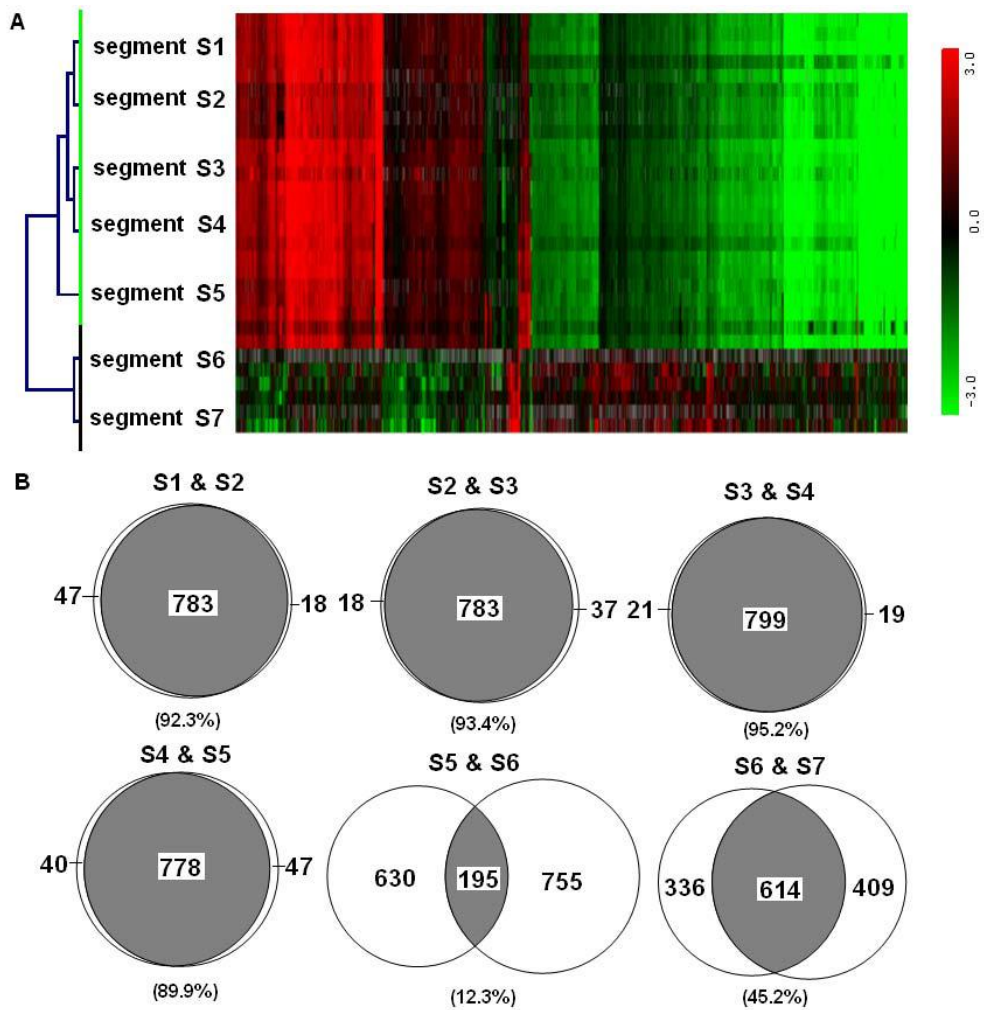 A
segment S1
segment S2
segment S3
segment S4
segment S5
segment S6
segment S7
3.0
0.0
-3.0
B
S1 & S2
47
783
18
(92.3%)
S2 & S3
18
783
37
(93.4%)
S3 & S4
21
799
19
(95.2%)
S4 & S5
40
778
47
(89.9%)
S5 & S6
630
195
755
(12.3%)
S6 & S7
336
614
409
(45.2%)